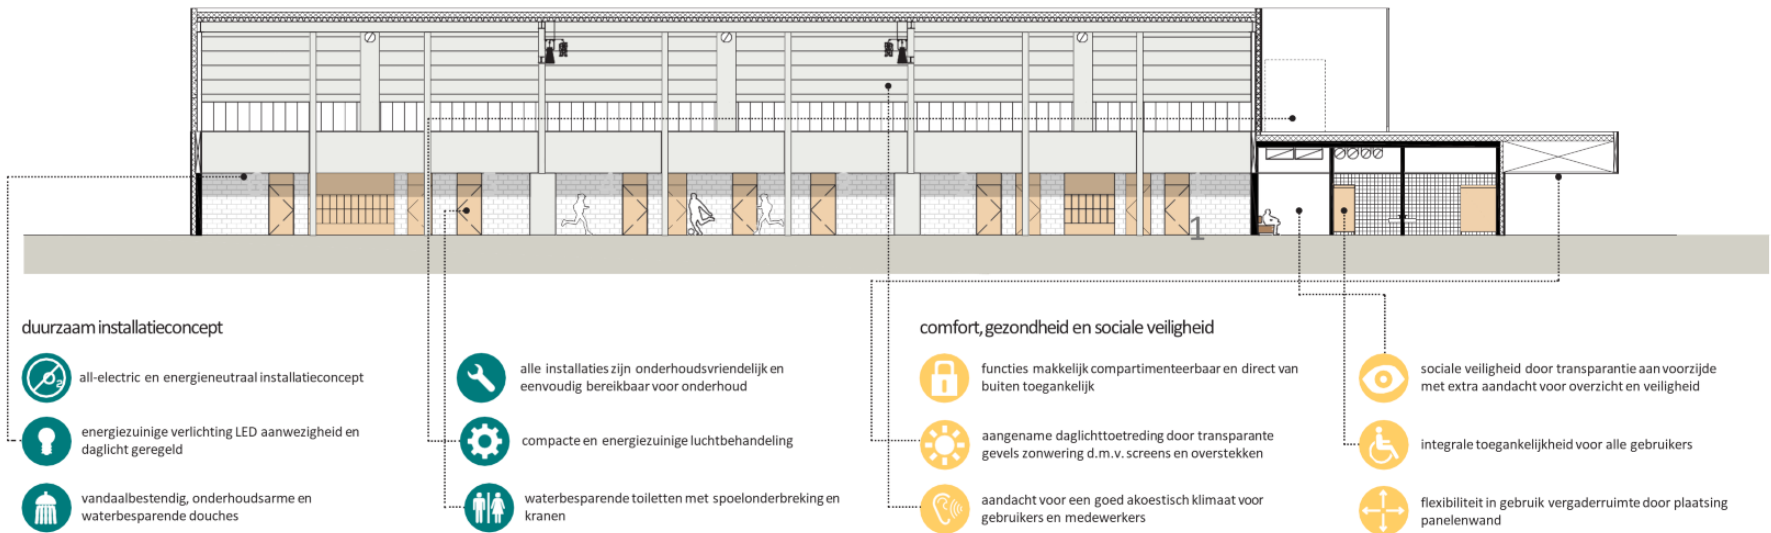 1
duurzaam installatieconcept
all-electric en energieneutraal installatieconcept
energiezuinige verlichting LED aanwezigheid en
daglicht geregeld
vandaalbestendig, onderhoudsarme en
waterbesparende douches
alle installaties zijn onderhoudsvriendelijk en
eenvoudig bereikbaar voor onderhoud
compacte en energiezuinige luchtbehandeling
waterbesparende toiletten met spoelonderbreking en
kranen
comfort, gezondheid en sociale veiligheid
functies makkelijk compartimenteerbaar en direct van
buiten toegankelijk
aangename daglichttoetreding door transparante
gevels zonwering d.m.v. screens en overstekken
aandacht voor een goed akoestisch klimaat voor
gebruikers en medewerkers
sociale veiligheid door transparantie aan voorzijde
met extra aandacht voor overzicht en veiligheid
integrale toegankelijkheid voor alle gebruikers
flexibiliteit in gebruik vergaderruimte door plaatsing
panelenwand